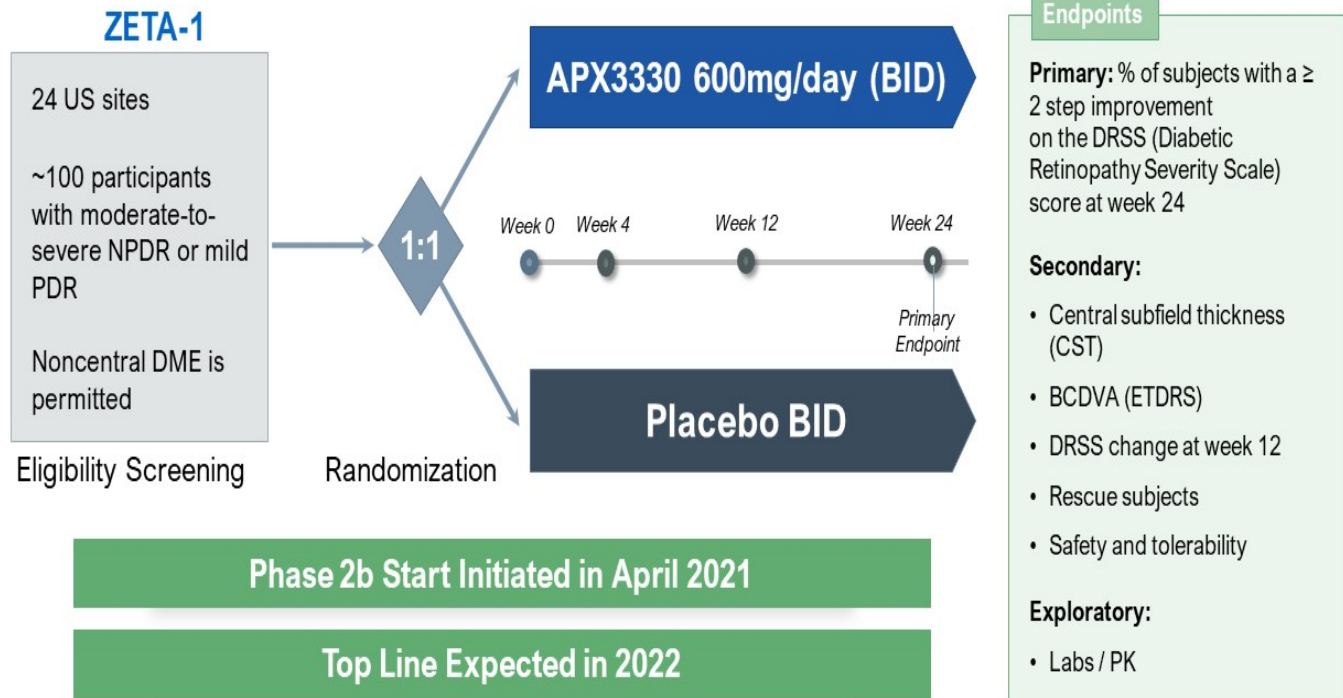 ZETA-1
24 US sites
~100 participants
with moderate-to-
severe NPDR or mild
PDR
Noncentral DME is
permitted
Eligibility Screening
1:1
Randomization
APX3330 600mg/day (BID)
Week 0
Week 4
Week 12
Week 24
Primary
Endpoint
Placebo BID
Phase 2b Start Initiated in April 2021
Top Line Expected in 2022
Endpoints
Primary: % of subjects with a ≥
2 step improvement
on the DRSS (Diabetic
Retinopathy Severity Scale)
score at week 24
Secondary:
• Central subfield thickness
(CST)
• BCDVA (ETDRS)
• DRSS change at week 12
• Rescue subjects
• Safety and tolerability
Exploratory:
• Labs / PK